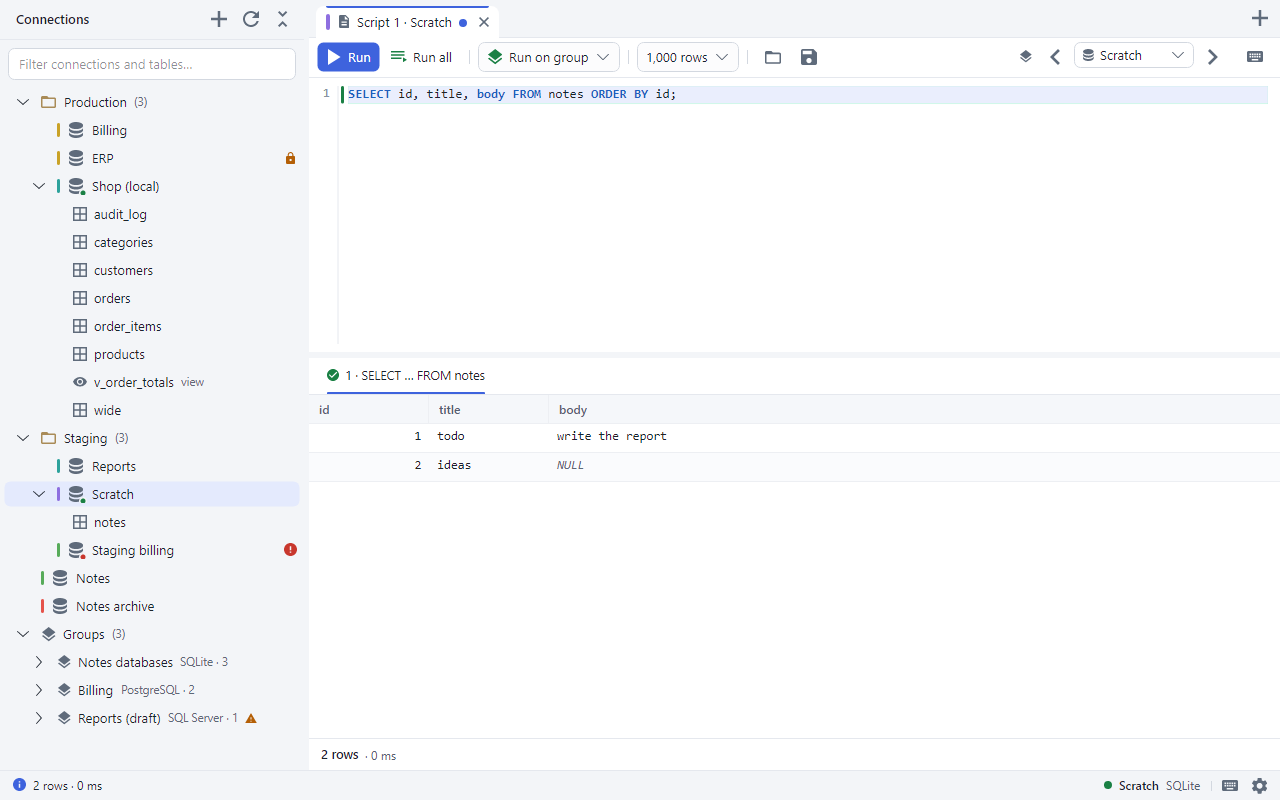 Connections
Filter connections and tables...
Production (3)
Billing
ERP
Shop (local)
audit_log
categories
customers
orders
order_items
products
v_order_totals view
wide
Staging (3)
Reports
Scratch
notes
Staging billing
Notes
Notes archive
Groups (3)
Notes databases SQLite · 3
Billing PostgreSQL · 2
Reports (draft) SQL Server · 1
Script 1 · Scratch
Run
Run all
Run on group
1,000 rows
Scratch
1 SELECT id, title, body FROM notes ORDER BY id;
1 · SELECT ... FROM notes
id title body
1 todo write the report
2 ideas NULL
2 rows · 0 ms
2 rows · 0 ms
Scratch SQLite